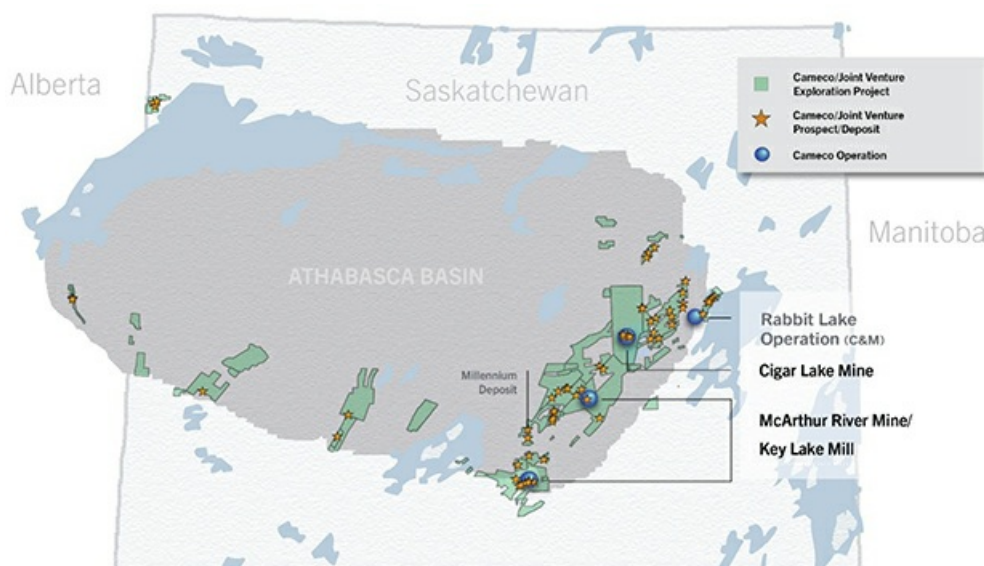 Alberta
Saskatchewan
Cameco/Joint Venture
Exploration Project
Cameco/Joint Venture
Prospect/Deposit
Cameco Operation
Manitoba
ATHABASCA BASIN
Rabbit Lake
Operation (C&M)
Cigar Lake Mine
Millennium
Deposit
McArthur River Mine/
Key Lake Mill